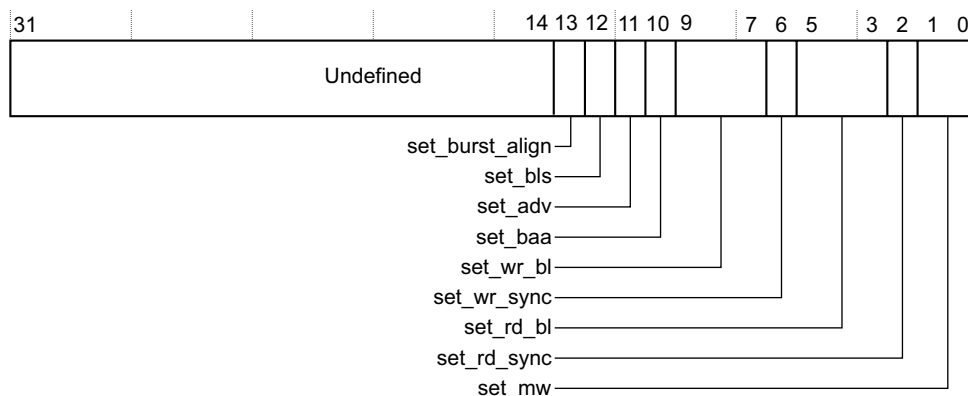 31 14 13 12 11 10 9 7 6 5 3 2 1 0
Undefined
set_burst_align
set_bls
set_adv
set_baa
set_wr_bl
set_wr_sync
set_rd_bl
set_rd_sync
set_mw